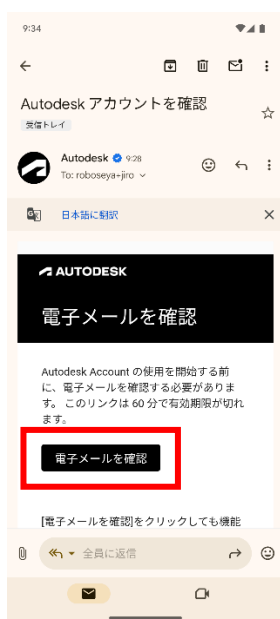 9:34
Autodesk アカウントを確認
受信トレイ
Autodesk 9:28
To: roboseya+jiro
日本語に翻訳
AUTODESK
電子メールを確認
Autodesk Account の使用を開始する前
に、電子メールを確認する必要がありま
す。 このリンクは 60 分で有効期限が切れ
ます。
電子メールを確認
[電子メールを確認]をクリックしても機能
全員に返信